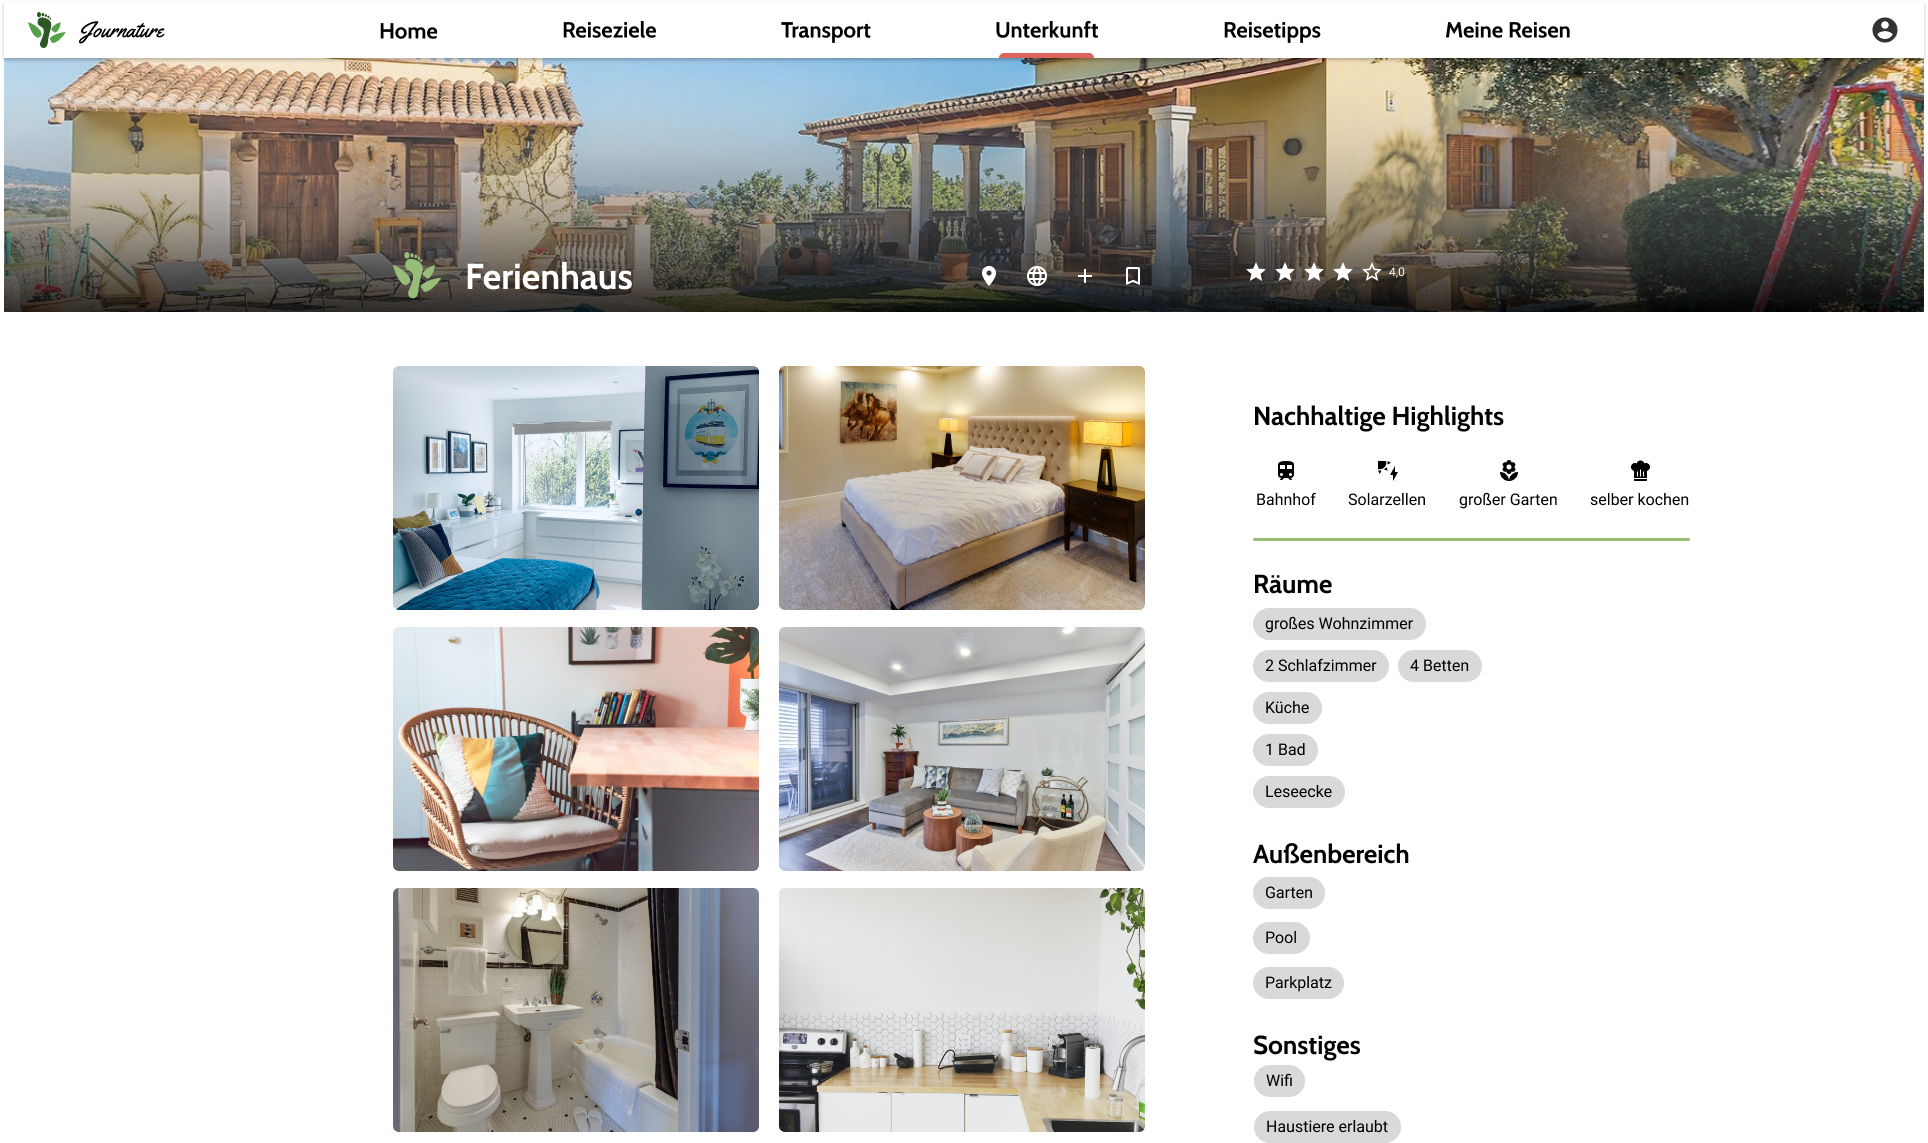 Journature
Home
Reiseziele
Transport
Unterkunft
Reisetipps
Meine Reisen
Ferienhaus
4,0
Nachhaltige Highlights
Bahnhof
Solarzellen
großer Garten
selber kochen
Räume
großes Wohnzimmer
2 Schlafzimmer
4 Betten
Küche
1 Bad
Leseecke
Außenbereich
Garten
Pool
Parkplatz
Sonstiges
Wifi
Haustiere erlaubt